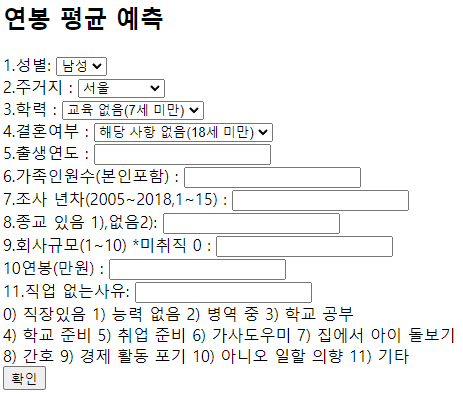 연봉 평균 예측
1.성별: 남성
2.주거지 : 서울
3.학력 : 교육 없음(7세 미만)
4.결혼여부 : 해당 사항 없음(18세 미만)
5.출생연도 :
6.가족인원수(본인포함) :
7.조사 년차(2005~2018,1~15) :
8.종교 있음 1),없음2):
9.회사규모(1~10) *미취직 0 :
10연봉(만원) :
11.직업 없는사유:
0) 직장있음 1) 능력 없음 2) 병역 중 3) 학교 공부
4) 학교 준비 5) 취업 준비 6) 가사도우미 7) 집에서 아이 돌보기
8) 간호 9) 경제 활동 포기 10) 아니오 일할 의향 11) 기타
확인